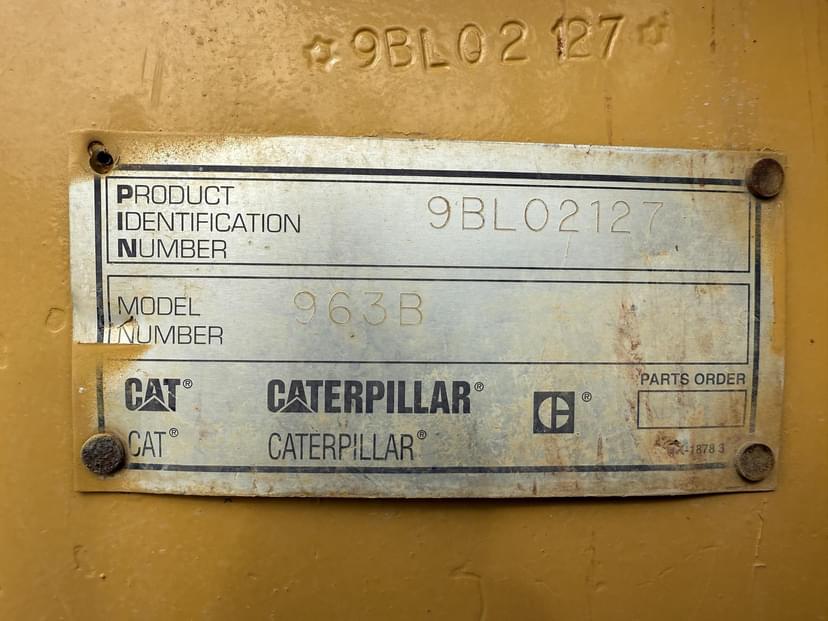 ☆9BL02127☆
PRODUCT
IDENTIFICATION
NUMBER
9BL02127
MODEL
NUMBER
963B
CAT® CATERPILLAR® C®
PARTS ORDER
CAT® CATERPILLAR®